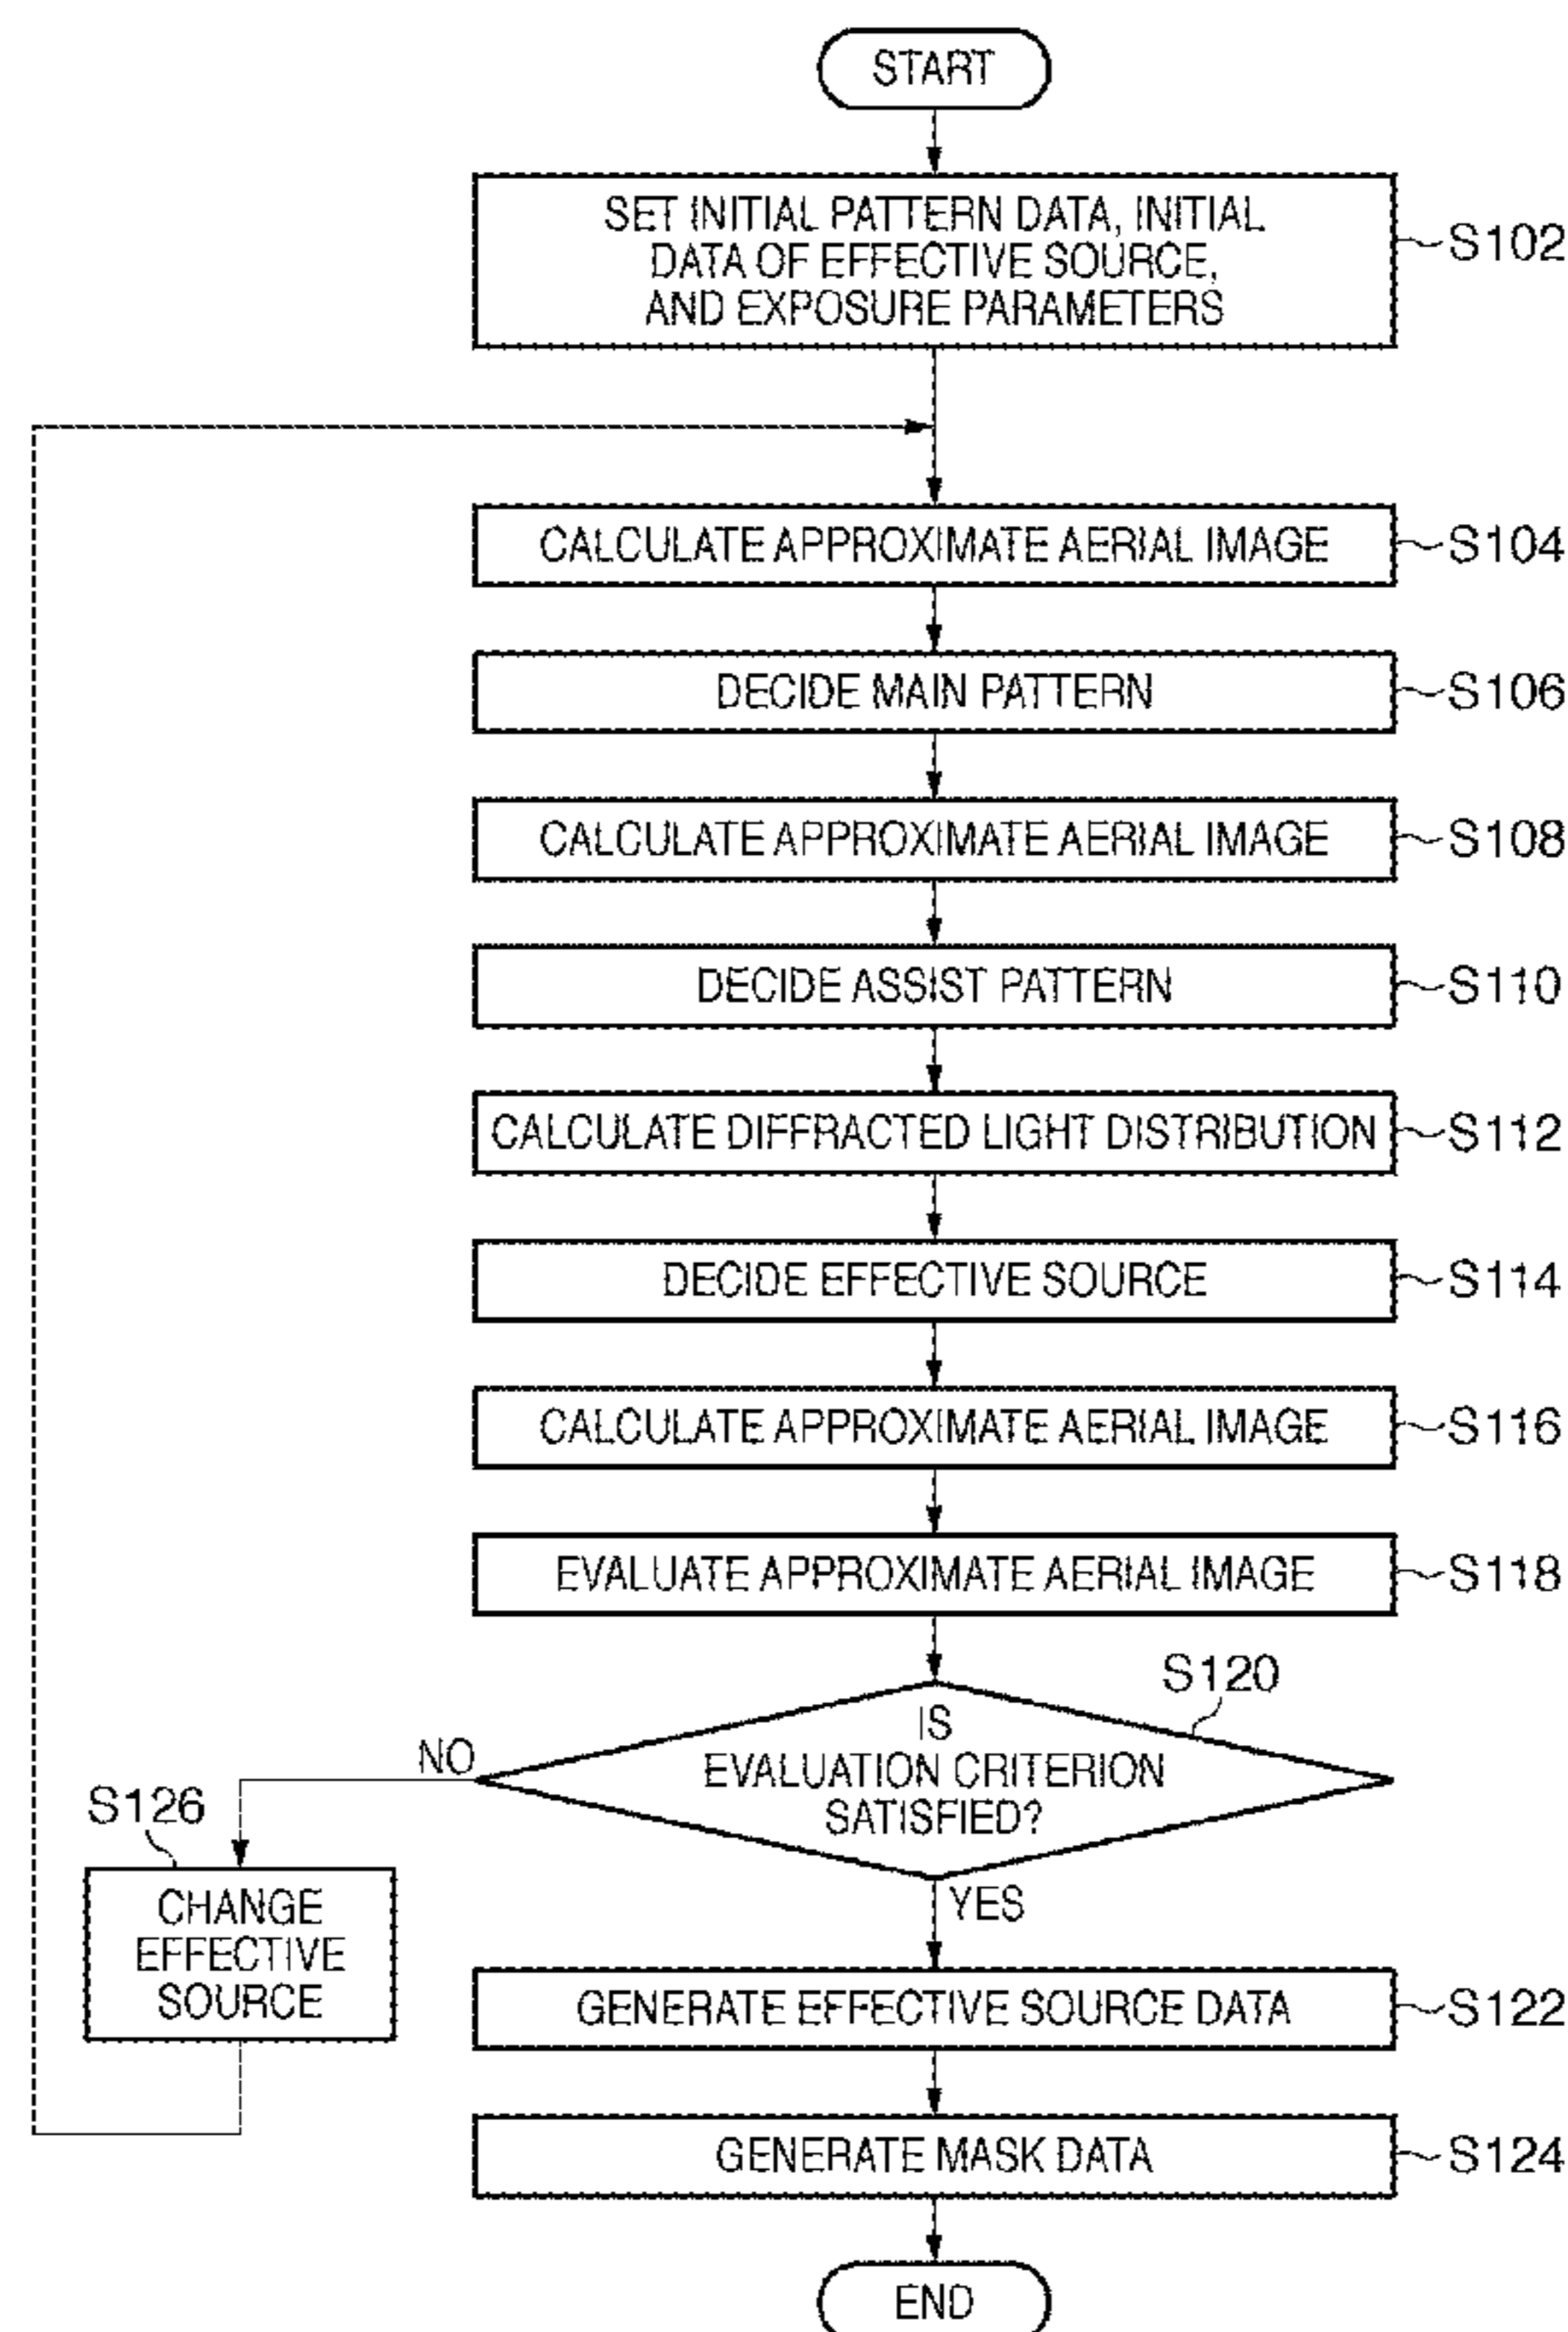 START
SET INITIAL PATTERN DATA, INITIAL
DATA OF EFFECTIVE SOURCE,
AND EXPOSURE PARAMETERS
S102
CALCULATE APPROXIMATE AERIAL IMAGE
S104
DECIDE MAIN PATTERN
S106
CALCULATE APPROXIMATE AERIAL IMAGE
S108
DECIDE ASSIST PATTERN
S110
CALCULATE DIFFRACTED LIGHT DISTRIBUTION
S112
DECIDE EFFECTIVE SOURCE
S114
CALCULATE APPROXIMATE AERIAL IMAGE
S116
EVALUATE APPROXIMATE AERIAL IMAGE
S118
S120
IS
EVALUATION CRITERION
SATISFIED?
NO
S126
CHANGE
EFFECTIVE
SOURCE
YES
GENERATE EFFECTIVE SOURCE DATA
S122
GENERATE MASK DATA
S124
END